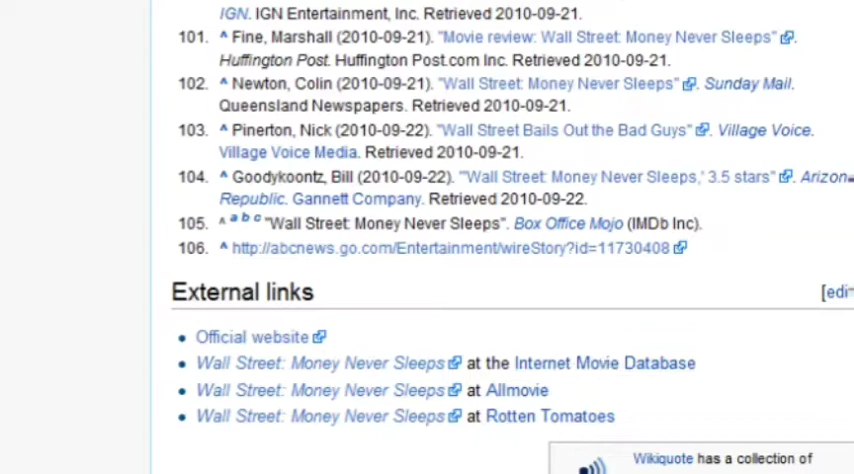 IGN. IGN Entertainment, Inc. Retrieved 2010-09-21.
101. ^ Fine, Marshall (2010-09-21). "Movie review: Wall Street: Money Never Sleeps".
Huffington Post. Huffington Post.com Inc. Retrieved 2010-09-21.
102. ^ Newton, Colin (2010-09-21). "Wall Street: Money Never Sleeps". Sunday Mail.
Queensland Newspapers. Retrieved 2010-09-21.
103. ^ Pinerton, Nick (2010-09-22). "Wall Street Bails Out the Bad Guys". Village Voice.
Village Voice Media. Retrieved 2010-09-21.
104. ^ Goodykoontz, Bill (2010-09-22). "'Wall Street: Money Never Sleeps,' 3.5 stars". Arizon
Republic. Gannett Company. Retrieved 2010-09-22.
105. ^ a b c "Wall Street: Money Never Sleeps". Box Office Mojo (IMDb Inc).
106. ^ http://abcnews.go.com/Entertainment/wireStory?id=11730408
External links
[edi
• Official website
• Wall Street: Money Never Sleeps at the Internet Movie Database
• Wall Street: Money Never Sleeps at Allmovie
• Wall Street: Money Never Sleeps at Rotten Tomatoes
Wikiquote has a collection of